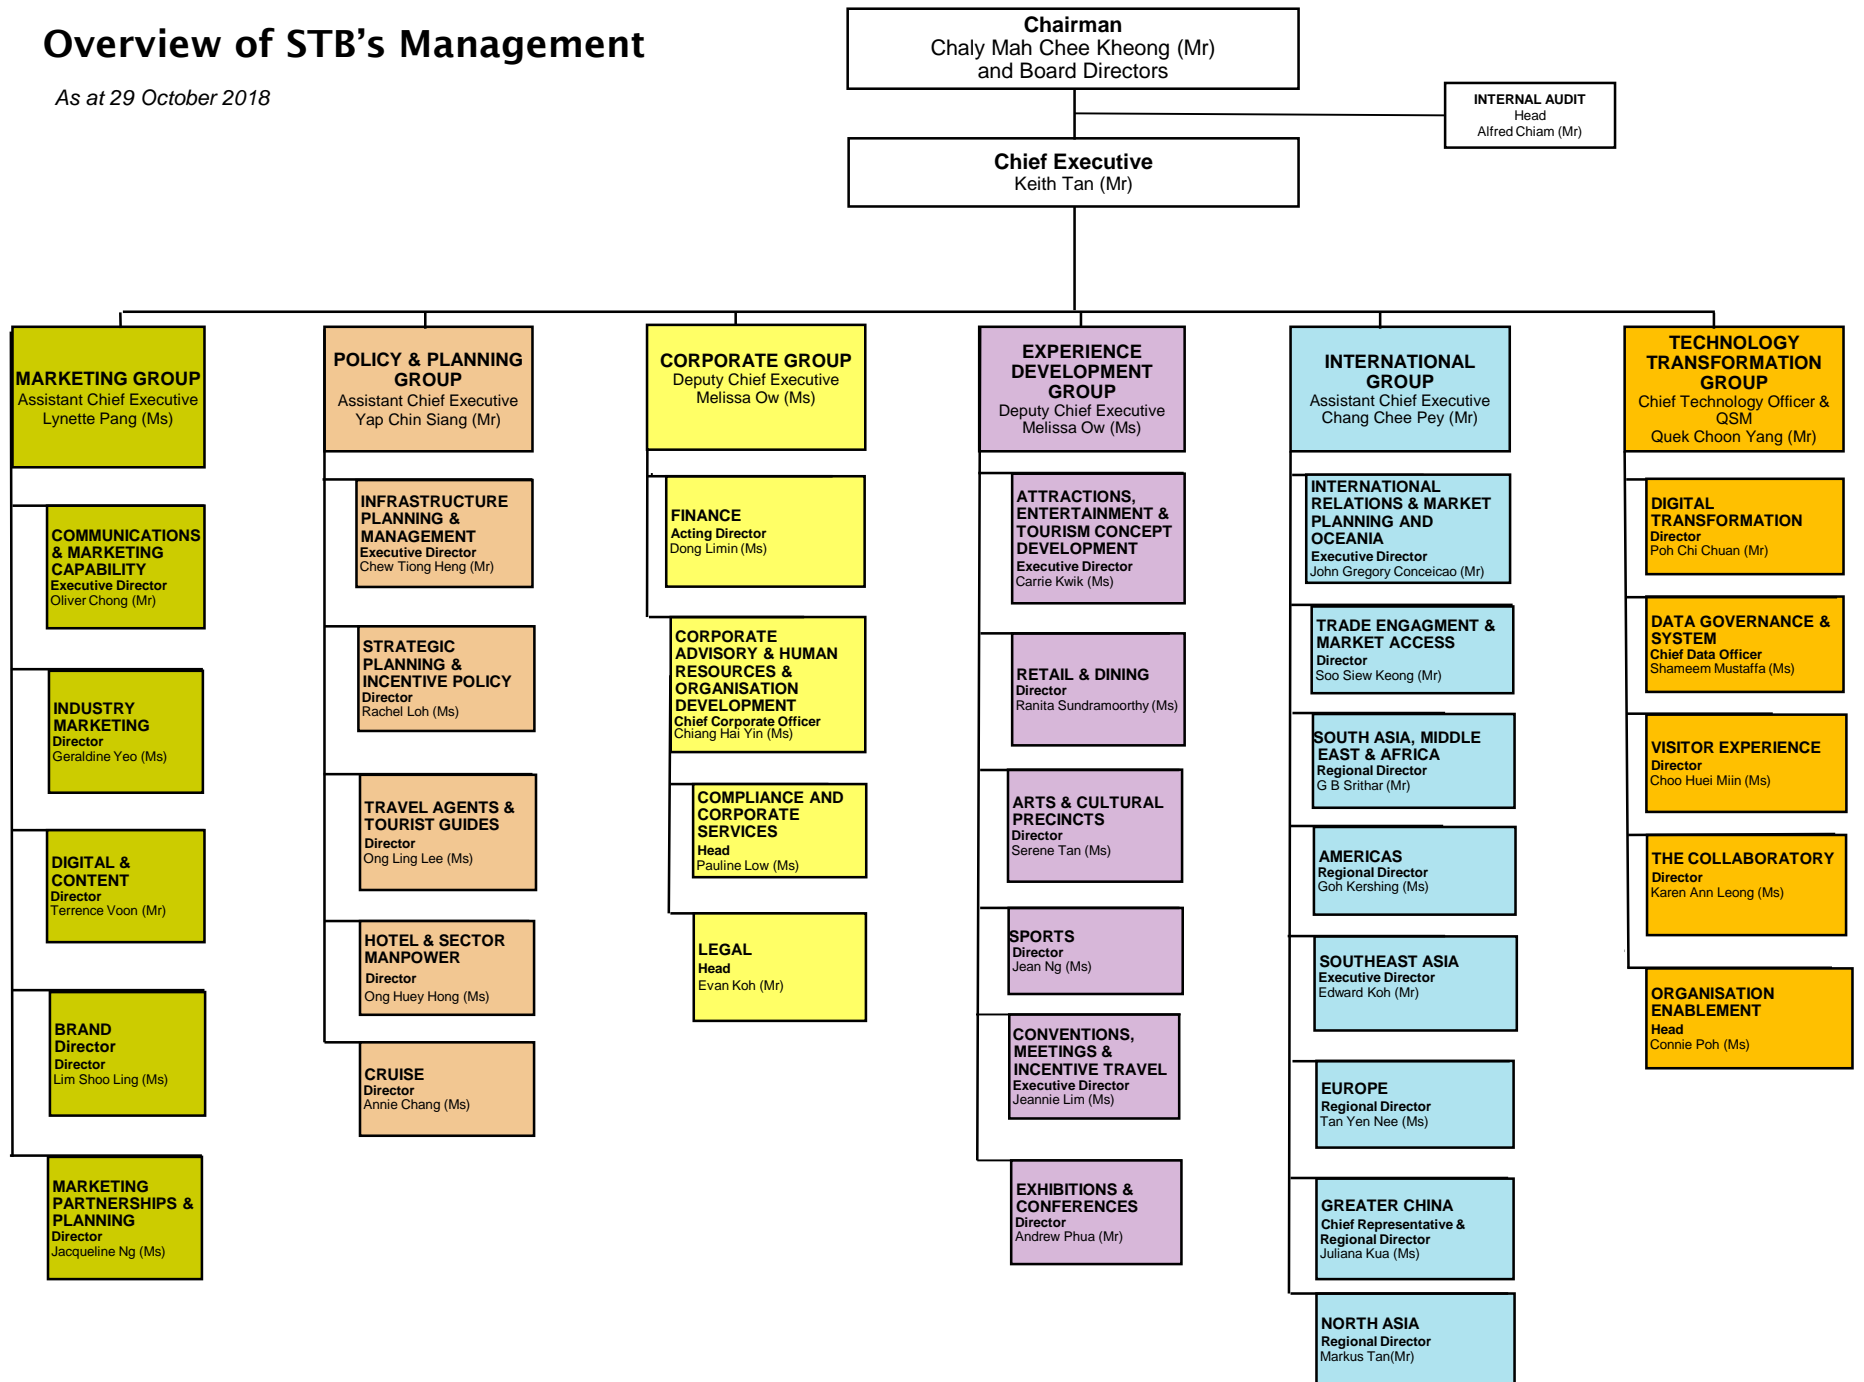 Overview of STB's Management
As at 29 October 2018
Chairman
Chaly Mah Chee Kheong (Mr)
and Board Directors
INTERNAL AUDIT
Head
Alfred Chiam (Mr)
Chief Executive
Keith Tan (Mr)
MARKETING GROUP
Assistant Chief Executive
Lynette Pang (Ms)
COMMUNICATIONS
& MARKETING
CAPABILITY
Executive Director
Oliver Chong (Mr)
INDUSTRY
MARKETING
Director
Geraldine Yeo (Ms)
DIGITAL &
CONTENT
Director
Terrence Voon (Mr)
BRAND
Director
Director
Lim Shoo Ling (Ms)
MARKETING
PARTNERSHIPS &
PLANNING
Director
Jacqueline Ng (Ms)
POLICY & PLANNING
GROUP
Assistant Chief Executive
Yap Chin Siang (Mr)
INFRASTRUCTURE
PLANNING &
MANAGEMENT
Executive Director
Chew Tiong Heng (Mr)
STRATEGIC
PLANNING &
INCENTIVE POLICY
Director
Rachel Loh (Ms)
TRAVEL AGENTS &
TOURIST GUIDES
Director
Ong Ling Lee (Ms)
HOTEL & SECTOR
MANPOWER
Director
Ong Huey Hong (Ms)
CRUISE
Director
Annie Chang (Ms)
CORPORATE GROUP
Deputy Chief Executive
Melissa Ow (Ms)
FINANCE
Acting Director
Dong Limin (Ms)
CORPORATE
ADVISORY & HUMAN
RESOURCES &
ORGANISATION
DEVELOPMENT
Chief Corporate Officer
Chiang Hai Yin (Ms)
COMPLIANCE AND
CORPORATE
SERVICES
Head
Pauline Low (Ms)
LEGAL
Head
Evan Koh (Mr)
EXPERIENCE
DEVELOPMENT
GROUP
Deputy Chief Executive
Melissa Ow (Ms)
ATTRACTIONS,
ENTERTAINMENT &
TOURISM CONCEPT
DEVELOPMENT
Executive Director
Carrie Kwik (Ms)
RETAIL & DINING
Director
Ranita Sundramoorthy (Ms)
ARTS & CULTURAL
PRECINCTS
Director
Serene Tan (Ms)
SPORTS
Director
Jean Ng (Ms)
CONVENTIONS,
MEETINGS &
INCENTIVE TRAVEL
Executive Director
Jeannie Lim (Ms)
EXHIBITIONS &
CONFERENCES
Director
Andrew Phua (Mr)
INTERNATIONAL
GROUP
Assistant Chief Executive
Chang Chee Pey (Mr)
INTERNATIONAL
RELATIONS & MARKET
PLANNING AND
OCEANIA
Executive Director
John Gregory Conceicao (Mr)
TRADE ENGAGMENT &
MARKET ACCESS
Director
Soo Siew Keong (Mr)
SOUTH ASIA, MIDDLE
EAST & AFRICA
Regional Director
G B Srithar (Mr)
AMERICAS
Regional Director
Goh Kershing (Ms)
SOUTHEAST ASIA
Executive Director
Edward Koh (Mr)
EUROPE
Regional Director
Tan Yen Nee (Ms)
GREATER CHINA
Chief Representative &
Regional Director
Juliana Kua (Ms)
NORTH ASIA
Regional Director
Markus Tan(Mr)
TECHNOLOGY
TRANSFORMATION
GROUP
Chief Technology Officer &
QSM
Quek Choon Yang (Mr)
DIGITAL
TRANSFORMATION
Director
Poh Chi Chuan (Mr)
DATA GOVERNANCE &
SYSTEM
Chief Data Officer
Shameem Mustaffa (Ms)
VISITOR EXPERIENCE
Director
Choo Huei Miin (Ms)
THE COLLABORATORY
Director
Karen Ann Leong (Ms)
ORGANISATION
ENABLEMENT
Head
Connie Poh (Ms)